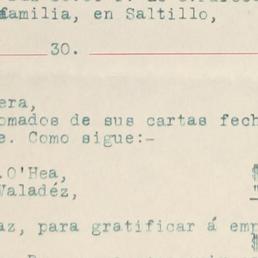 familia, en Saltillo,
30.
era,
omados de sus cartas fech
e. Como sigue:-
.O'Hea,
Valadéz,
az, para gratificar á emp